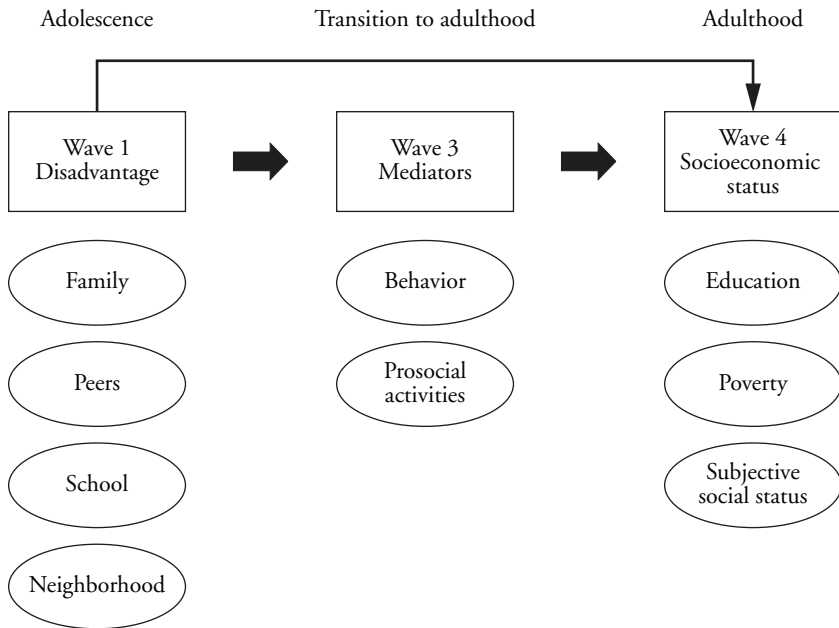 Adolescence
Transition to adulthood
Adulthood
Wave 1
Disadvantage
Wave 3
Mediators
Wave 4
Socioeconomic
status
Family
Behavior
Education
Peers
Prosocial
activities
Poverty
School
Subjective
social status
Neighborhood